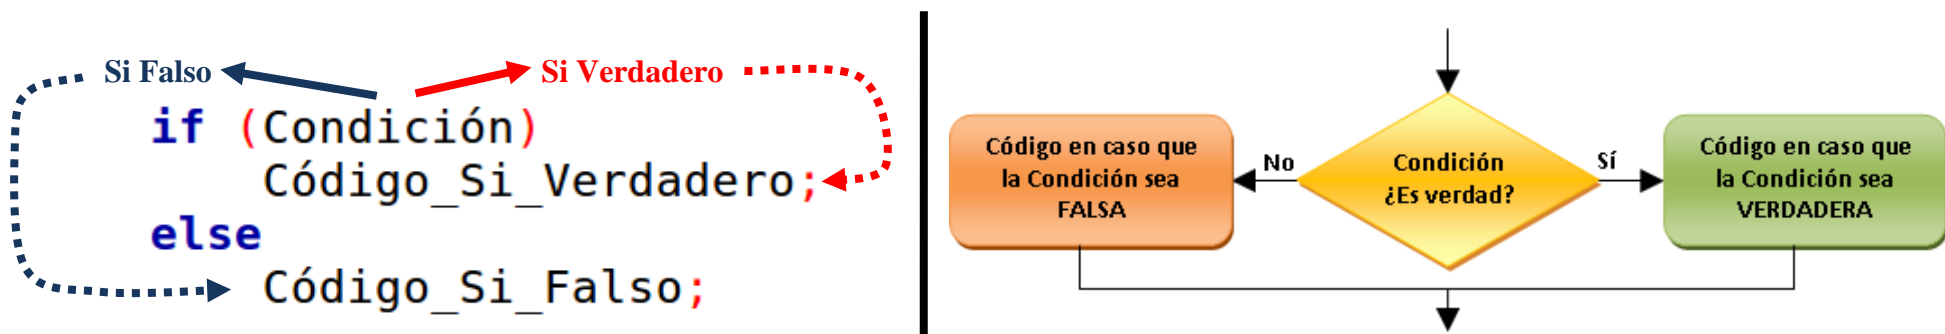 Si Falso
Si Verdadero
if (Condición)
Código_Si_Verdadero;
else
Código_Si_Falso;
Código en caso que
la Condición sea
FALSA
No
Condición
¿Es verdad?
Sí
Código en caso que
la Condición sea
VERDADERA